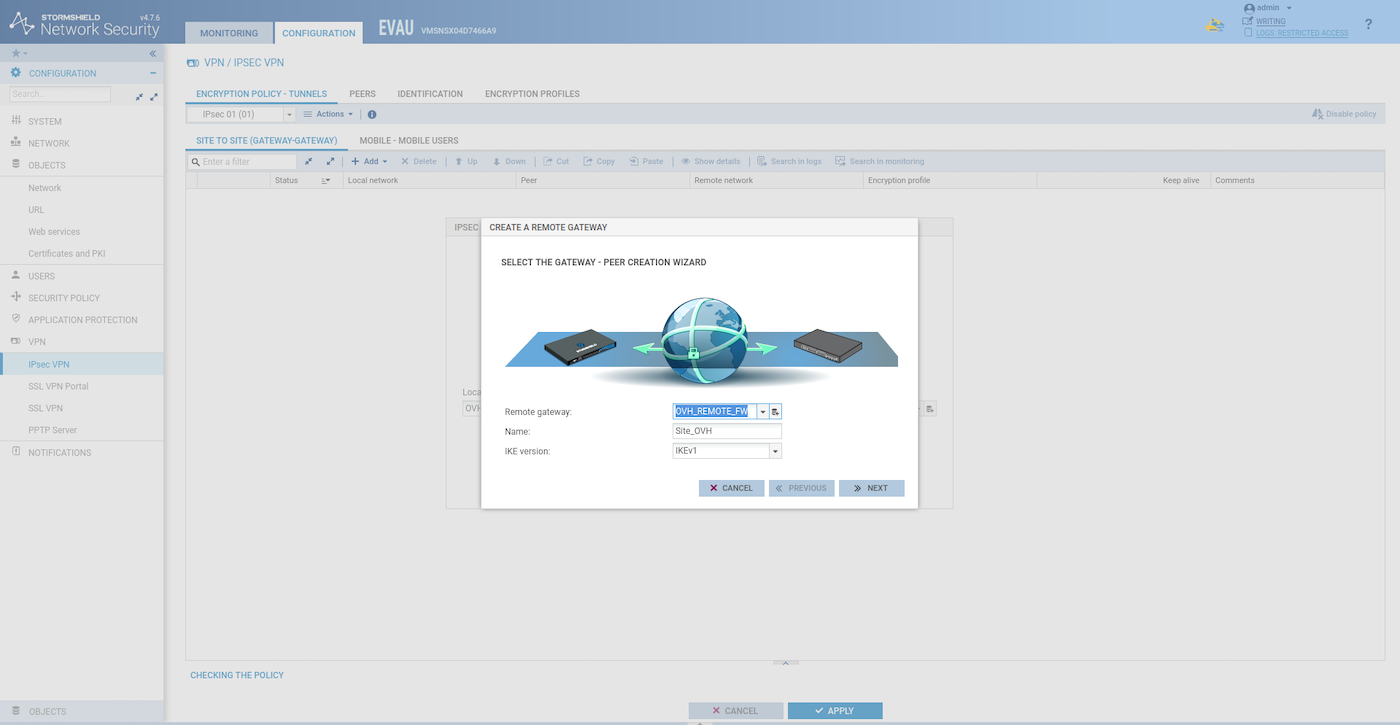 STORMSHIELD v4.7.6
Network Security
MONITORING CONFIGURATION EVAU VMSNSX04D7466A9
admin
WRITING
LOGS: RESTRICTED ACCESS
?
CONFIGURATION
Search...
SYSTEM
NETWORK
OBJECTS
Network
URL
Web services
Certificates and PKI
USERS
SECURITY POLICY
APPLICATION PROTECTION
VPN
IPsec VPN
SSL VPN Portal
SSL VPN
PPTP Server
NOTIFICATIONS
OBJECTS
VPN / IPSEC VPN
ENCRYPTION POLICY - TUNNELS PEERS IDENTIFICATION ENCRYPTION PROFILES
IPsec 01 (01) Actions Disable policy
SITE TO SITE (GATEWAY-GATEWAY) MOBILE - MOBILE USERS
Enter a filter Add Delete Up Down Cut Copy Paste Show details Search in logs Search in monitoring
Status Local network Peer Remote network Encryption profile Keep alive Comments
IPSEC
Loca
OVH
CREATE A REMOTE GATEWAY
SELECT THE GATEWAY - PEER CREATION WIZARD
STORMSHIELD
Remote gateway: OVH_REMOTE_FW
Name: Site_OVH
IKE version: IKEv1
CANCEL PREVIOUS NEXT
CHECKING THE POLICY
CANCEL APPLY